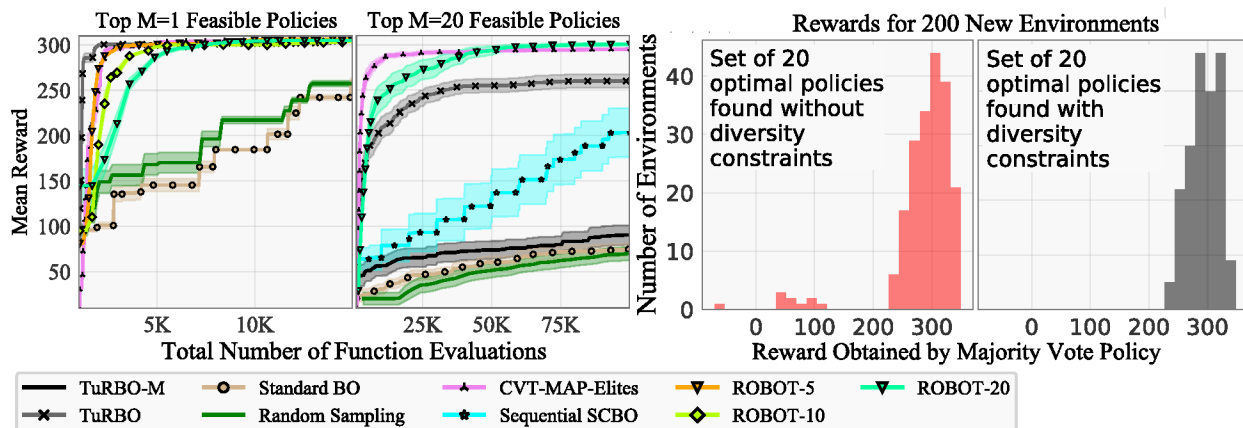 Top M=1 Feasible Policies
Top M=20 Feasible Policies
Mean Reward
300
250
200
150
100
50
5K
10K
25K
50K
75K
Total Number of Function Evaluations
Rewards for 200 New Environments
Number of Environments
40
30
20
10
0
Set of 20
optimal policies
found without
diversity
constraints
Set of 20
optimal policies
found with
diversity
constraints
0
100
200
300
0
100
200
300
Reward Obtained by Majority Vote Policy
TuRBO-M
Standard BO
CVT-MAP-Elites
ROBOT-5
ROBOT-20
TuRBO
Random Sampling
Sequential SCBO
ROBOT-10